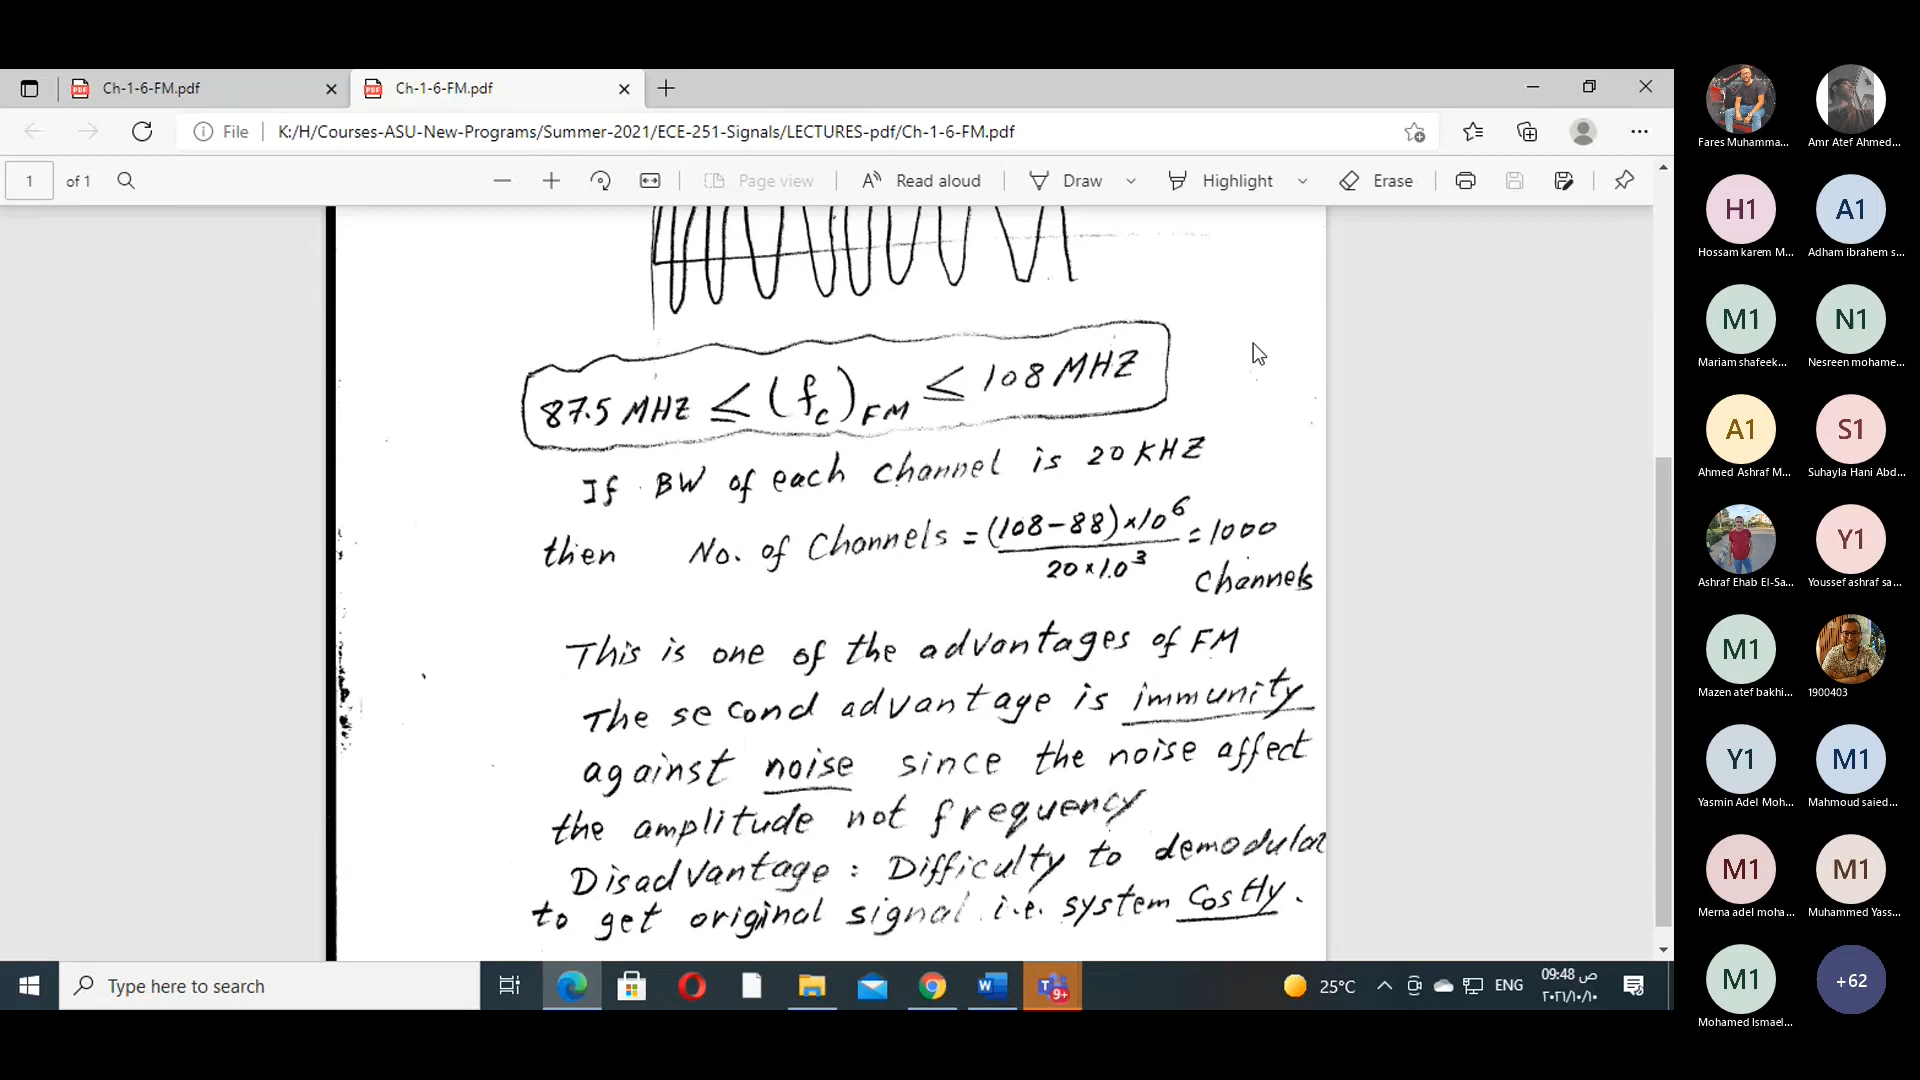 Ch-1-6-FM.pdf
Ch-1-6-FM.pdf
File K:/H/Courses-ASU-New-Programs/Summer-2021/ECE-251-Signals/LECTURES-pdf/Ch-1-6-FM.pdf
1 of 1 Page view Read aloud Draw Highlight Erase
87.5 MHZ ≤ (fc)FM ≤ 108 MHZ
If BW of each channel is 20 KHZ
then No. of Channels = (108-88)×10^6 / 20×10^3 = 1000
Channels
This is one of the advantages of FM
The second advantage is immunity
against noise since the noise affect
the amplitude not frequency
Disadvantage : Difficulty to demodulat
to get original signal i.e. system Costly .
Type here to search
W
T 9+
25°C ENG
09:48 ص
٢٠٢١/١٠/١٠
Fares Muhamma...
Amr Atef Ahmed...
H1
A1
Hossam karem M...
Adham ibrahem s...
M1
N1
Mariam shafeek...
Nesreen mohame...
A1
S1
Ahmed Ashraf M...
Suhayla Hani Abd...
Y1
Ashraf Ehab El-Sa...
Youssef ashraf sa...
M1
Mazen atef bakhi...
1900403
Y1
M1
Yasmin Adel Moh...
Mahmoud saied...
M1
M1
Merna adel moha...
Muhammed Yass...
M1
+62
Mohamed Ismael...